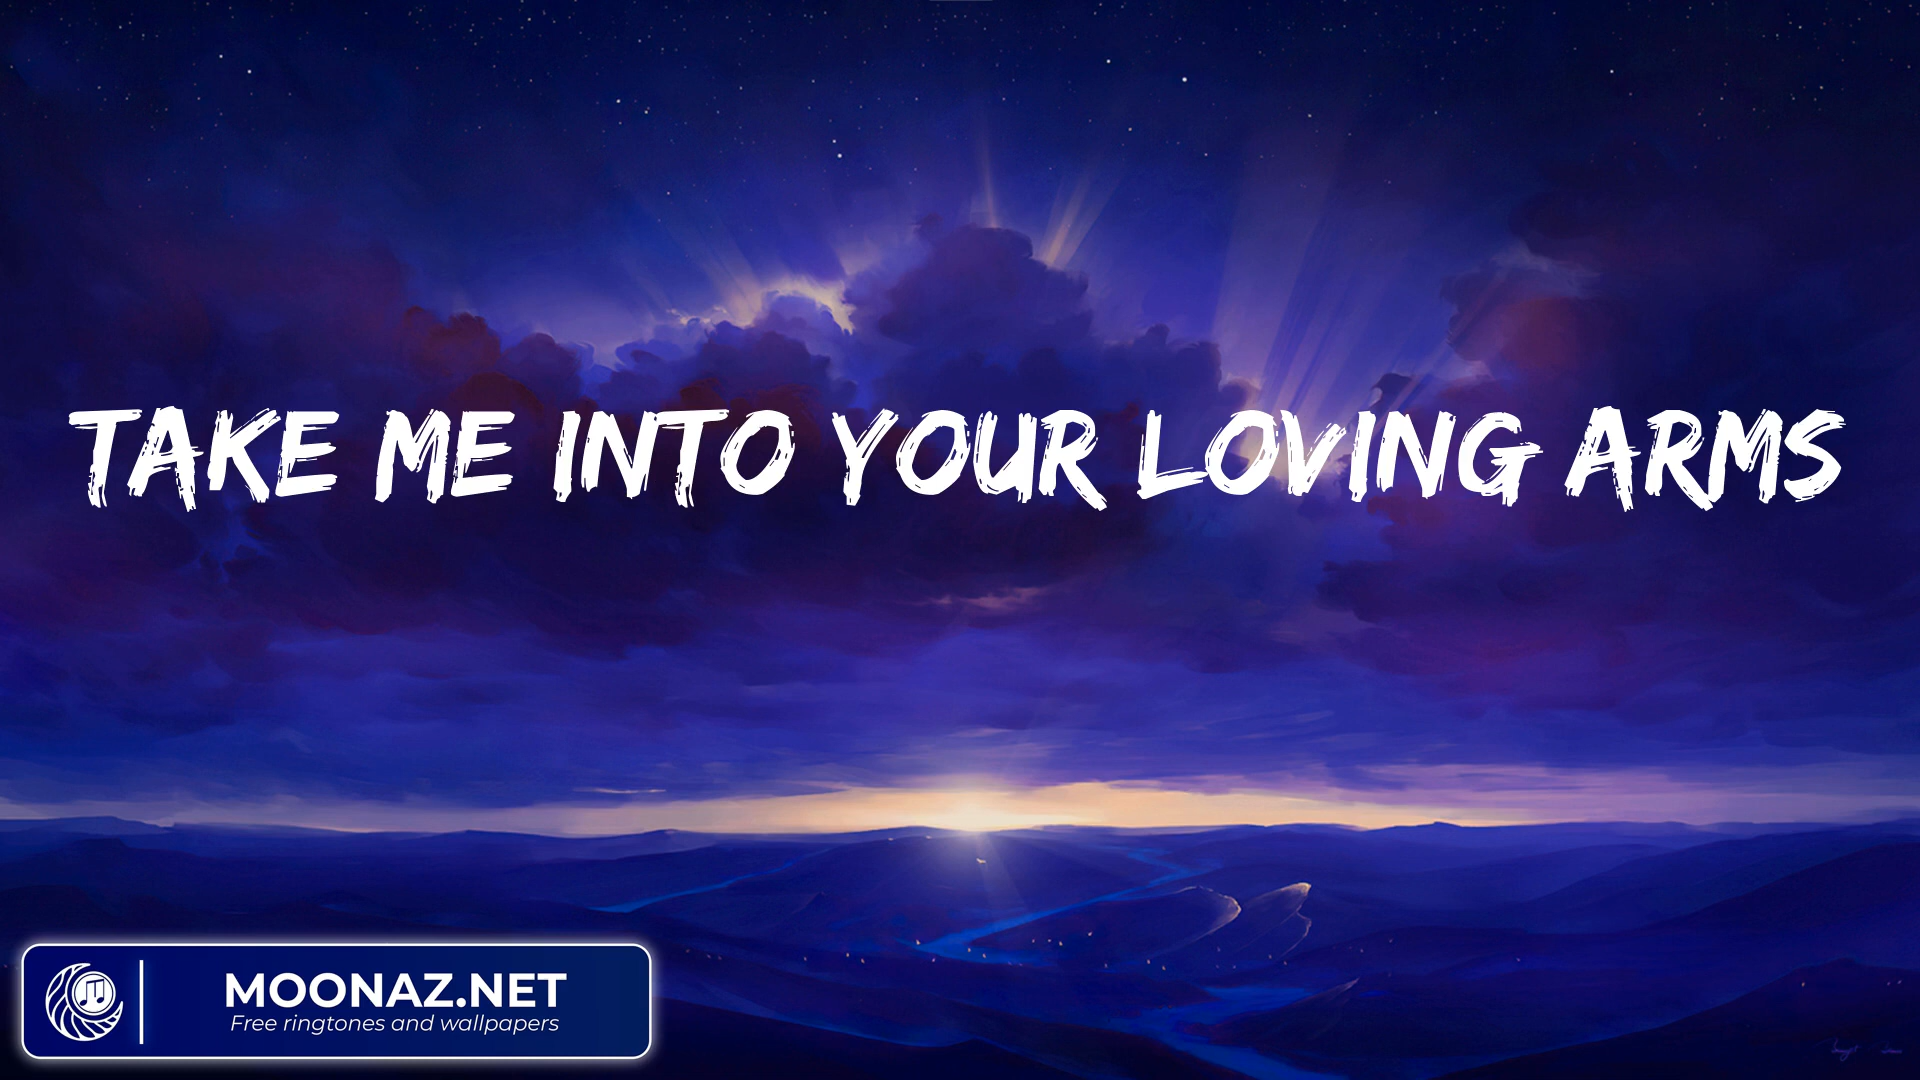 TAKE ME INTO YOUR LOVING ARMS
MOONAZ.NET
Free ringtones and wallpapers